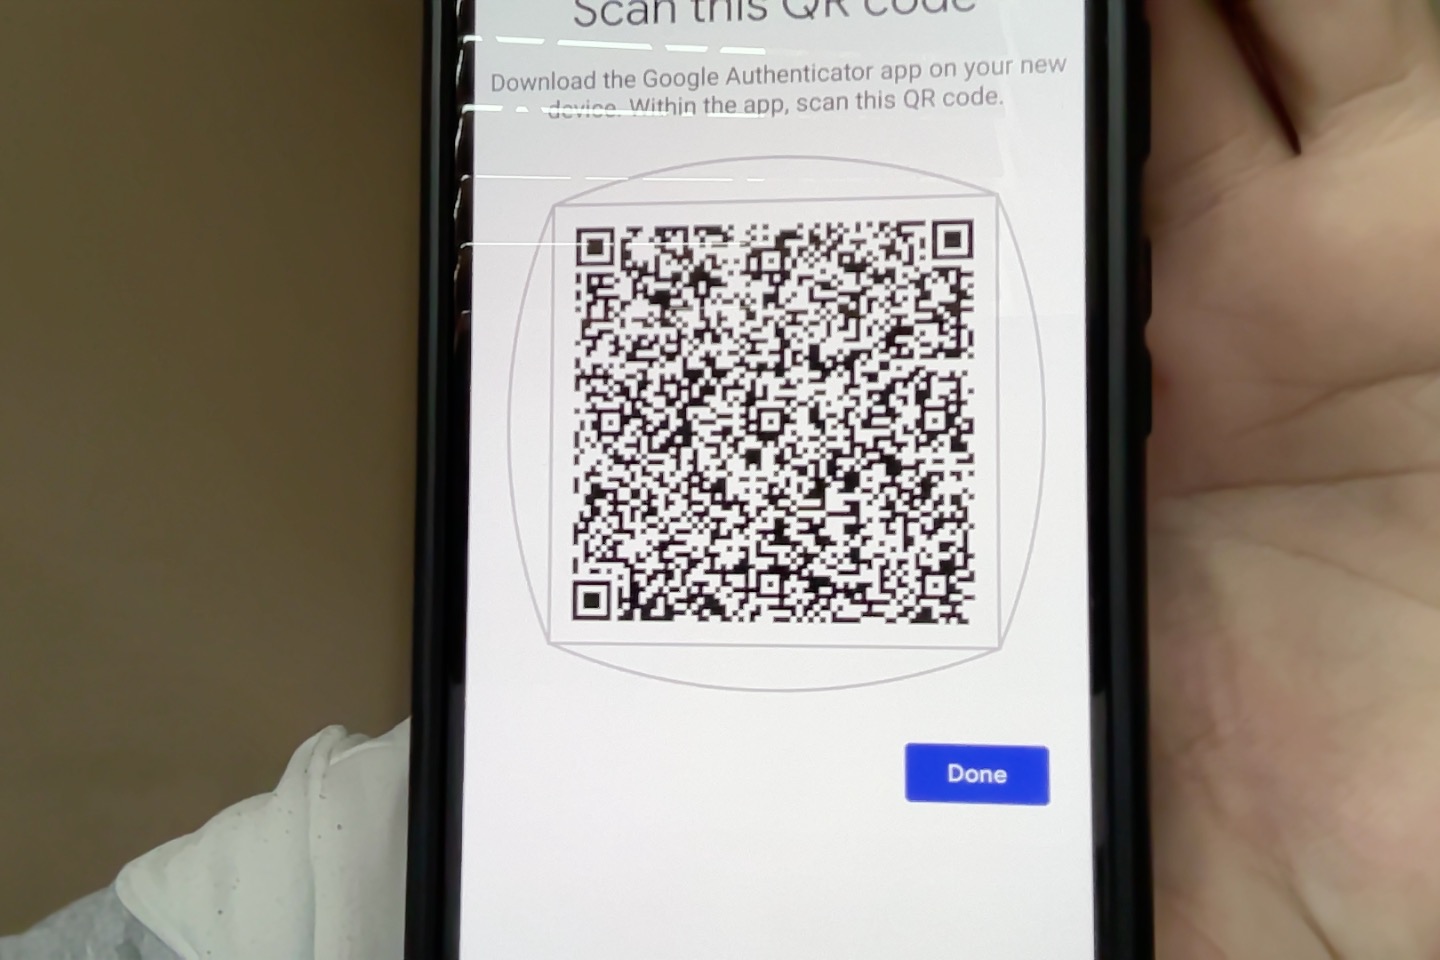 Scan this QR code
Download the Google Authenticator app on your new
device. Within the app, scan this QR code.
Done